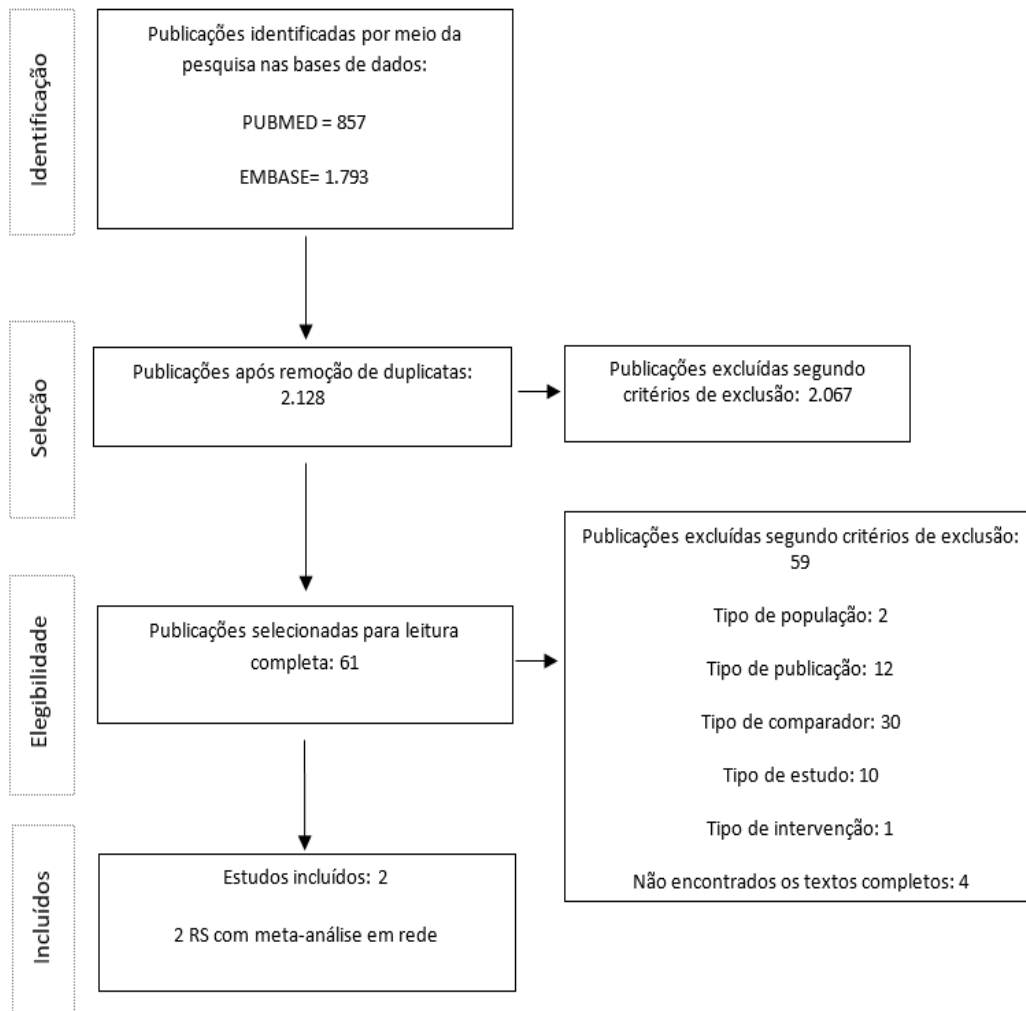 Identificação
Publicações identificadas por meio da
pesquisa nas bases de dados:
PUBMED = 857
EMBASE= 1.793
Seleção
Publicações após remoção de duplicatas:
2.128
Publicações excluídas segundo
critérios de exclusão: 2.067
Elegibilidade
Publicações selecionadas para leitura
completa: 61
Publicações excluídas segundo critérios de exclusão:
59
Tipo de população: 2
Tipo de publicação: 12
Tipo de comparador: 30
Tipo de estudo: 10
Tipo de intervenção: 1
Não encontrados os textos completos: 4
Incluídos
Estudos incluídos: 2
2 RS com meta-análise em rede